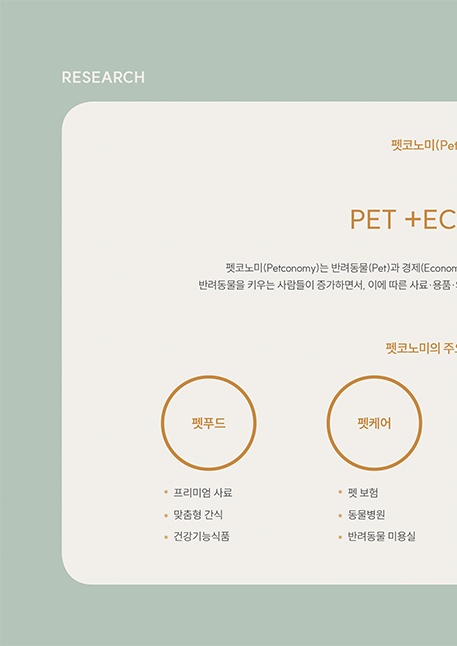 RESEARCH
펫코노미(Pet
PET +EC
펫코노미(Petconomy)는 반려동물(Pet)과 경제(Econom
반려동물을 키우는 사람들이 증가하면서, 이에 따른 사료·용품·
펫코노미의 주요
펫푸드
펫케어
프리미엄 사료
펫 보험
맞춤형 간식
동물병원
건강기능식품
반려동물 미용실